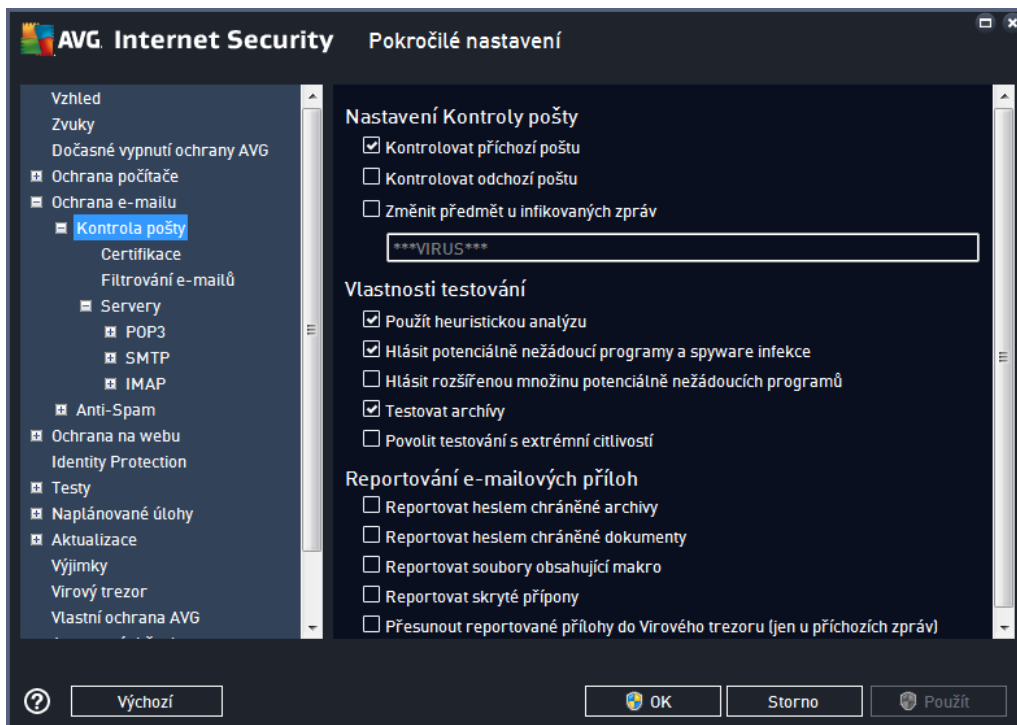 AVG. Internet Security Pokročilé nastavení
Vzhled
Zvuky
Dočasné vypnutí ochrany AVG
Ochrana počítače
Ochrana e-mailu
Kontrola pošty
Certifikace
Filtrování e-mailů
Servery
POP3
SMTP
IMAP
Anti-Spam
Ochrana na webu
Identity Protection
Testy
Naplánované úlohy
Aktualizace
Výjimky
Virový trezor
Vlastní ochrana AVG
Nastavení Kontroly pošty
Kontrolovat příchozí poštu
Kontrolovat odchozí poštu
Změnit předmět u infikovaných zpráv
***VIRUS***
Vlastnosti testování
Použít heuristickou analýzu
Hlásit potenciálně nežádoucí programy a spyware infekce
Hlásit rozšířenou množinu potenciálně nežádoucích programů
Testovat archívy
Povolit testování s extrémní citlivostí
Reportování e-mailových příloh
Reportovat heslem chráněné archivy
Reportovat heslem chráněné dokumenty
Reportovat soubory obsahující makro
Reportovat skryté přípony
Přesunout reportované přílohy do Virového trezoru (jen u příchozích zpráv)
Výchozí
OK
Storno
Použít